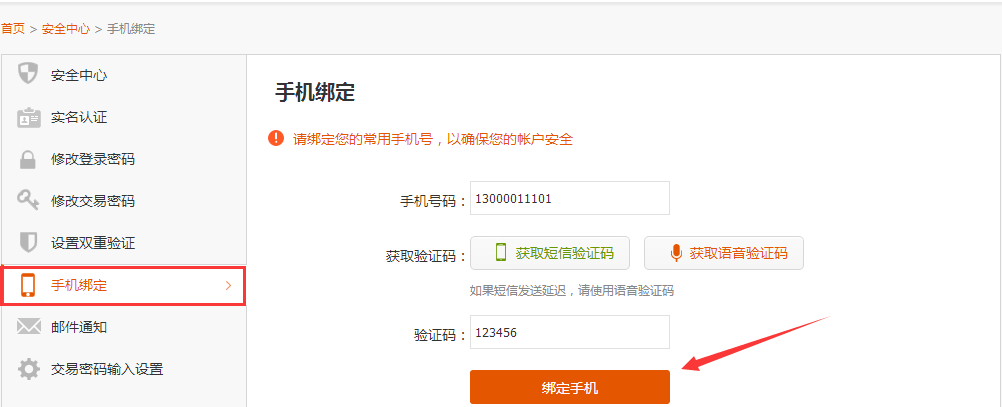 首页 > 安全中心 > 手机绑定
安全中心
实名认证
修改登录密码
修改交易密码
设置双重验证
手机绑定
邮件通知
交易密码输入设置
手机绑定
请绑定您的常用手机号，以确保您的帐户安全
手机号码： 13000011101
获取验证码： 获取短信验证码 获取语音验证码
如果短信发送延迟，请使用语音验证码
验证码： 123456
绑定手机